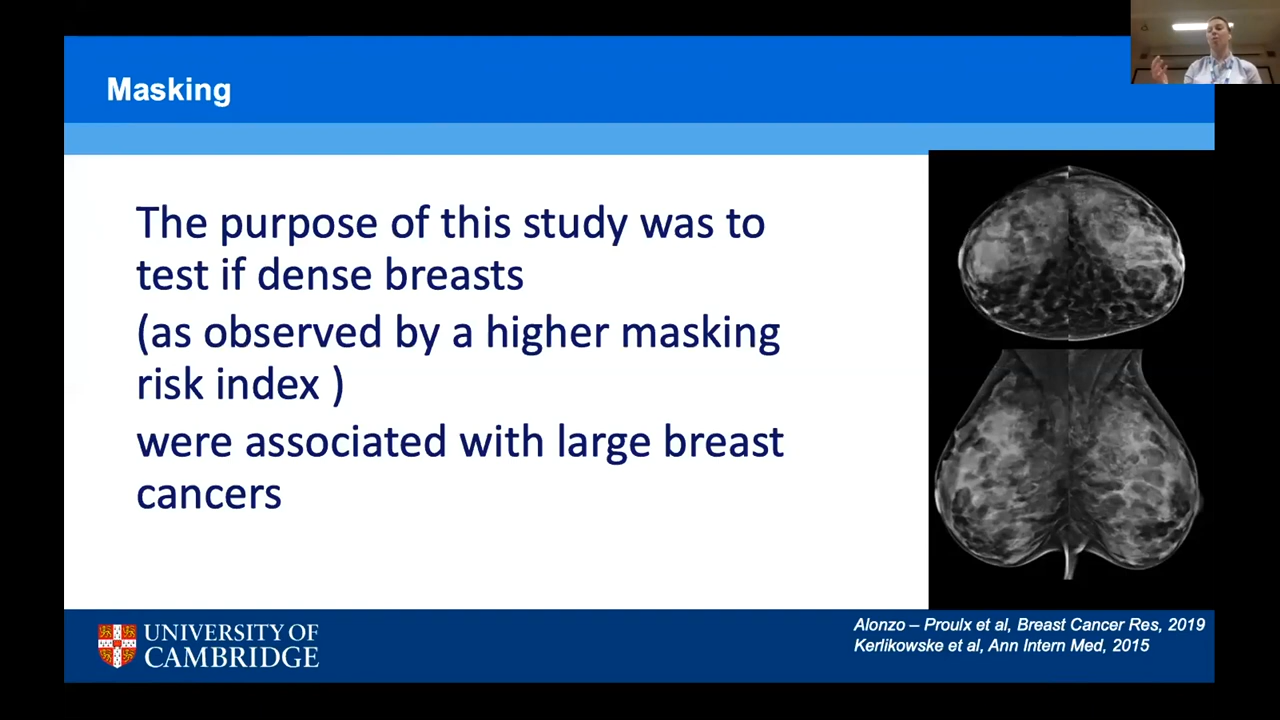 Masking
The purpose of this study was to
test if dense breasts
(as observed by a higher masking
risk index )
were associated with large breast
cancers
UNIVERSITY OF
CAMBRIDGE
Alonzo – Proulx et al, Breast Cancer Res, 2019
Kerlikowske et al, Ann Intern Med, 2015